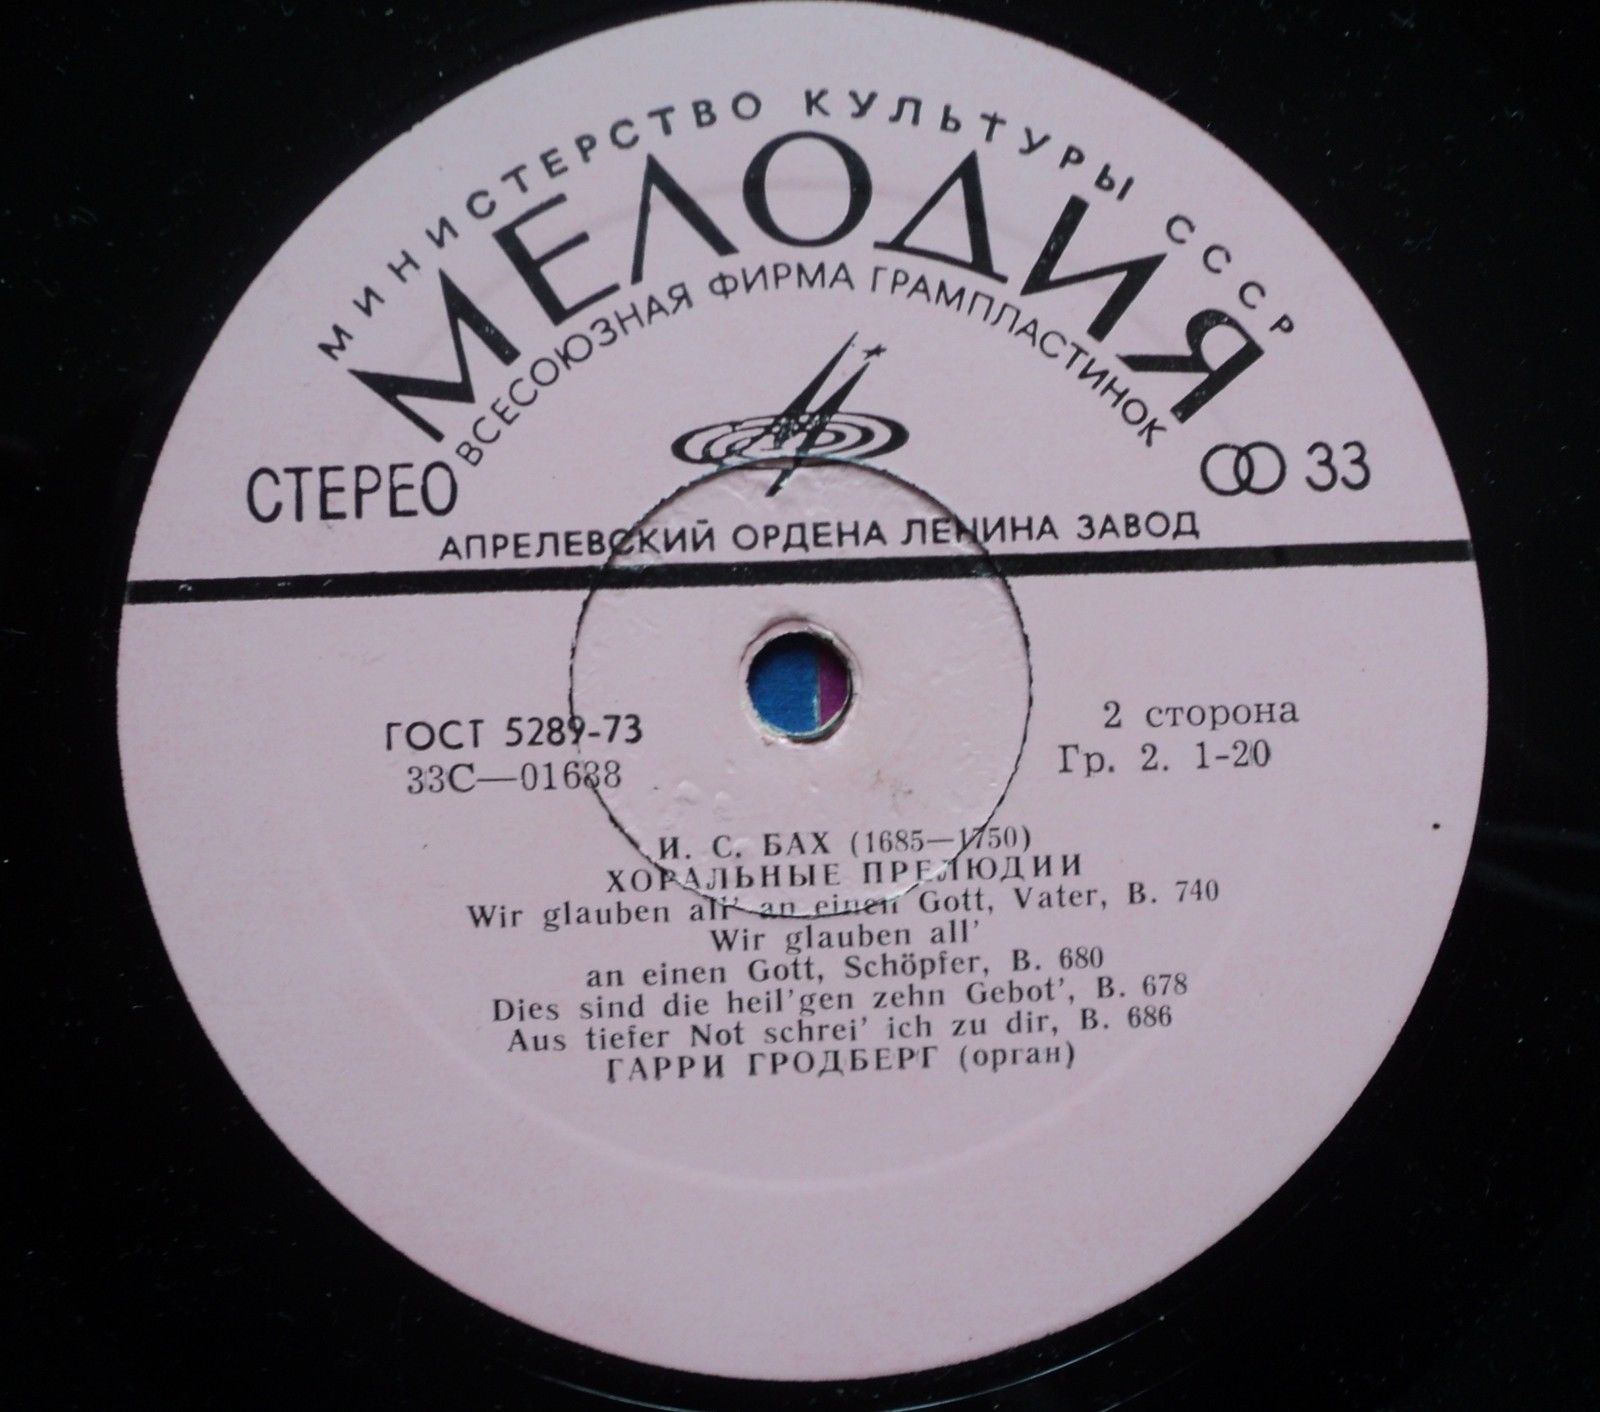 МИНИСТЕРСТВО КУЛЬТУРЫ СССР
МЕЛОДИЯ
ВСЕСОЮЗНАЯ ФИРМА ГРАМПЛАСТИНОК
СТЕРЕО
33
АПРЕЛЕВСКИЙ ОРДЕНА ЛЕНИНА ЗАВОД
ГОСТ 5289-73
33С—01688
2 сторона
Гр. 2. 1-20
И. С. БАХ (1685—1750)
ХОРАЛЬНЫЕ ПРЕЛЮДИИ
Wir glauben all' an einen Gott, Vater, B. 740
Wir glauben all'
an einen Gott, Schöpfer, B. 680
Dies sind die heil'gen zehn Gebot', B. 678
Aus tiefer Not schrei' ich zu dir, B. 686
ГАРРИ ГРОДБЕРГ (орган)